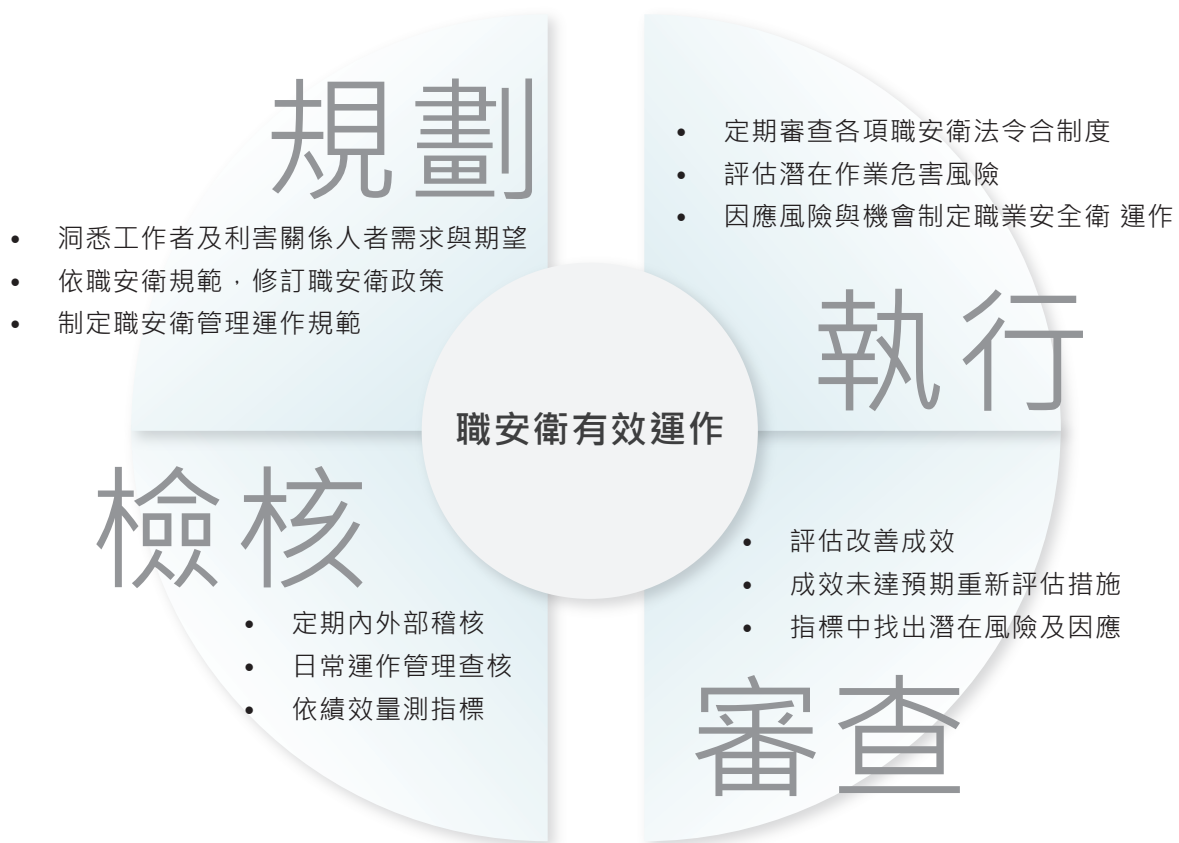 規劃
• 洞悉工作者及利害關係人者需求與期望
• 依職安衛規範，修訂職安衛政策
• 制定職安衛管理運作規範
• 定期審查各項職安衛法令合制度
• 評估潛在作業危害風險
• 因應風險與機會制定職業安全衛 運作
執行
職安衛有效運作
檢核
• 定期內外部稽核
• 日常運作管理查核
• 依績效量測指標
• 評估改善成效
• 成效未達預期重新評估措施
• 指標中找出潛在風險及因應
審查